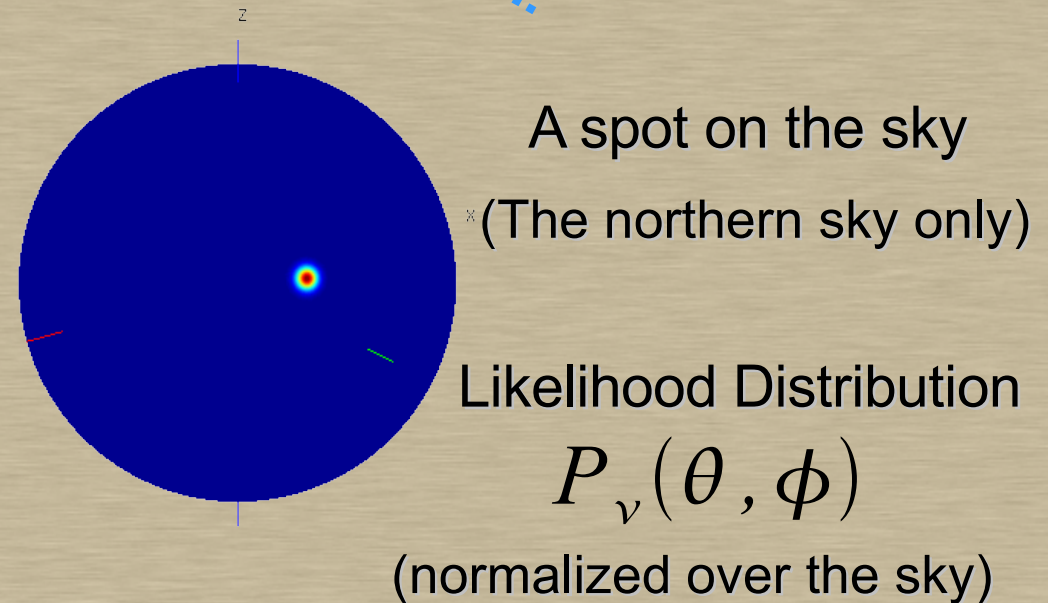 Z
A spot on the sky
X
(The northern sky only)
Likelihood Distribution
P_ν(θ , ϕ)
(normalized over the sky)